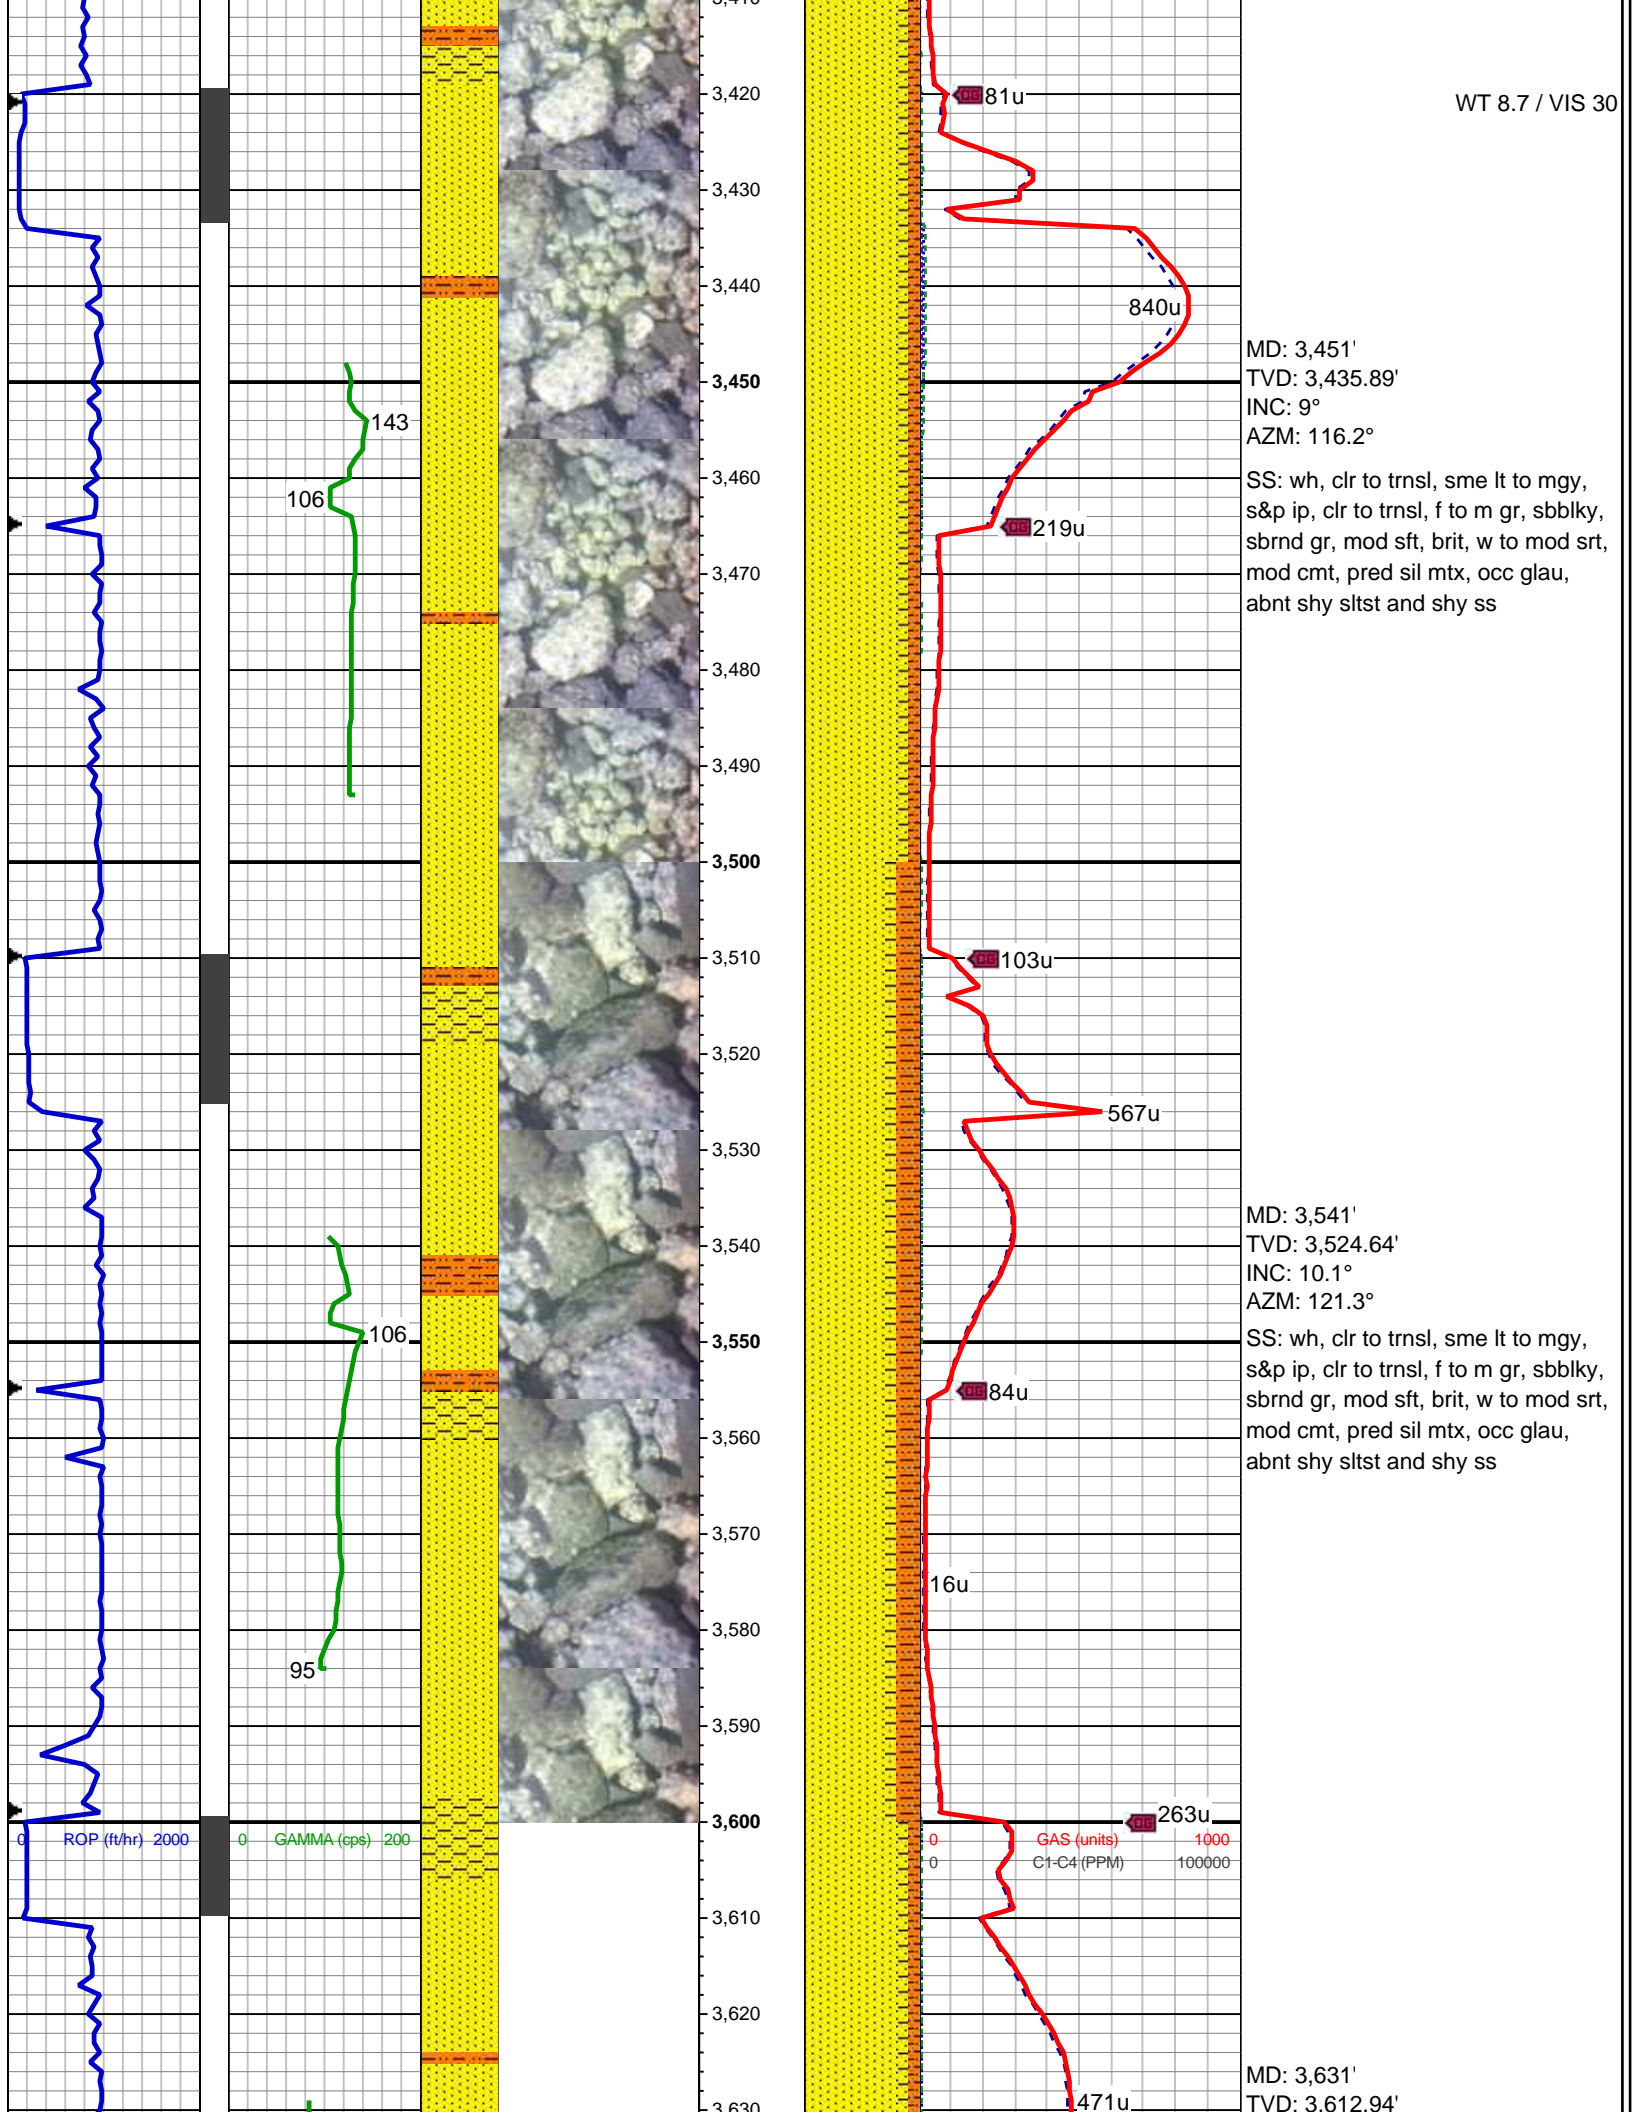 3,420
81u
WT 8.7 / VIS 30
3,430
3,440
840u
MD: 3,451'
3,450
TVD: 3,435.89'
INC: 9°
143
AZM: 116.2°
3,460
SS: wh, clr to trnsl, sme lt to mgy,
106
s&p ip, clr to trnsl, f to m gr, sbblky,
219u
sbrnd gr, mod sft, brit, w to mod srt,
3,470
mod cmt, pred sil mtx, occ glau,
abnt shy sltst and shy ss
3,480
3,490
3,500
3,510
CG 103u
3,520
567u
3,530
MD: 3,541'
3,540
TVD: 3,524.64'
INC: 10.1°
AZM: 121.3°
106
3,550
SS: wh, clr to trnsl, sme lt to mgy,
s&p ip, clr to trnsl, f to m gr, sbblky,
84u
sbrnd gr, mod sft, brit, w to mod srt,
3,560
mod cmt, pred sil mtx, occ glau,
abnt shy sltst and shy ss
3,570
16u
3,580
95
3,590
3,600
263u
0 ROP (ft/hr) 2000
0 GAMMA (cps) 200
0 GAS (units) 1000
0 C1-C4 (PPM) 100000
3,610
3,620
MD: 3,631'
3,630
471u
TVD: 3,612.94'